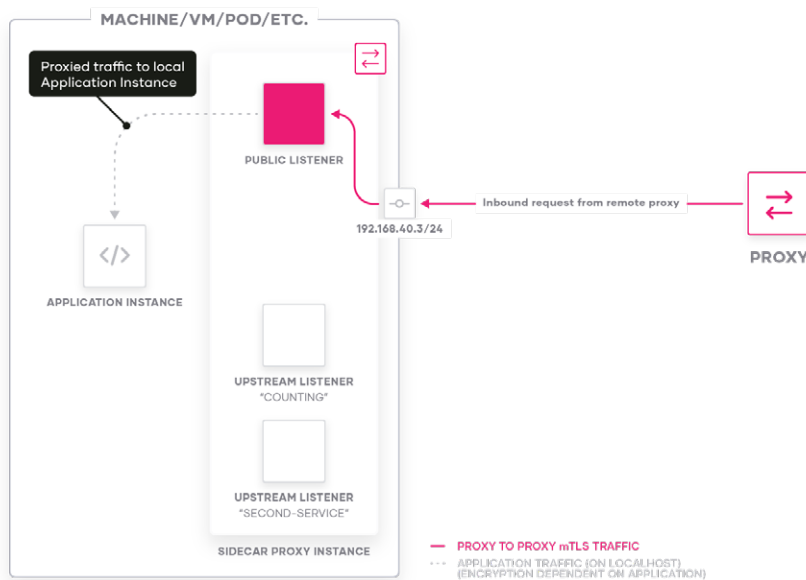 MACHINE/VM/POD/ETC.
Proxied traffic to local
Application Instance
PUBLIC LISTENER
Inbound request from remote proxy
192.168.40.3/24
PROXY
</>
APPLICATION INSTANCE
UPSTREAM LISTENER
“COUNTING”
UPSTREAM LISTENER
“SECOND-SERVICE”
SIDECAR PROXY INSTANCE
PROXY TO PROXY mTLS TRAFFIC
APPLICATION TRAFFIC (ON LOCALHOST)
(ENCRYPTION DEPENDENT ON APPLICATION)